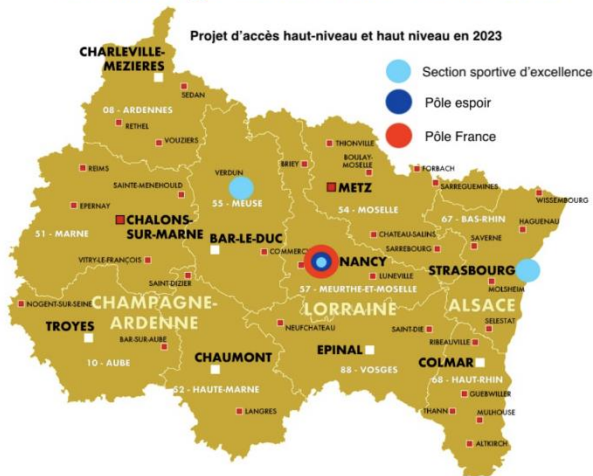 Projet d'accès haut-niveau et haut niveau en 2023
Section sportive d'excellence
Pôle espoir
Pôle France
CHARLEVILLE-
MEZIERES
SEDAN
08 - ARDENNES
RETHEL
VOUZIERS
THIONVILLE
BOULAY-
MOSELLE
BRIEY
FORBACH
REIMS
VERDUN
SARREGUEMINES
SAINTE-MENEHOULD
METZ
WISSEMBOURG
55 - MEUSE
EPERNAY
54 - MOSELLE
67 - BAS-RHIN
CHALONS-
SUR-MARNE
HAGUENAU
51 - MARNE
CHATEAU-SALINS
BAR-LE-DUC
SAVERNE
SARREBOURG
COMMERCY
VITRY-LE-FRANÇOIS
NANCY
STRASBOURG
SAINT-DIZIER
LUNEVILLE
MOLSHEIM
57 - MEURTHE-ET-MOSELLE
NOGENT-SUR-SEINE
CHAMPAGNE-
ARDENNE
LORRAINE
ALSACE
TROYES
NEUFCHATEAU
SAINT-DIE
SELESTAT
BAR-SUR-AUBE
RIBEAUVILLE
EPINAL
CHAUMONT
COLMAR
10 - AUBE
88 - VOSGES
68 - HAUT-RHIN
52 - HAUTE-MARNE
GUEBWILLER
LANGRES
THANN
MULHOUSE
ALTKIRCH